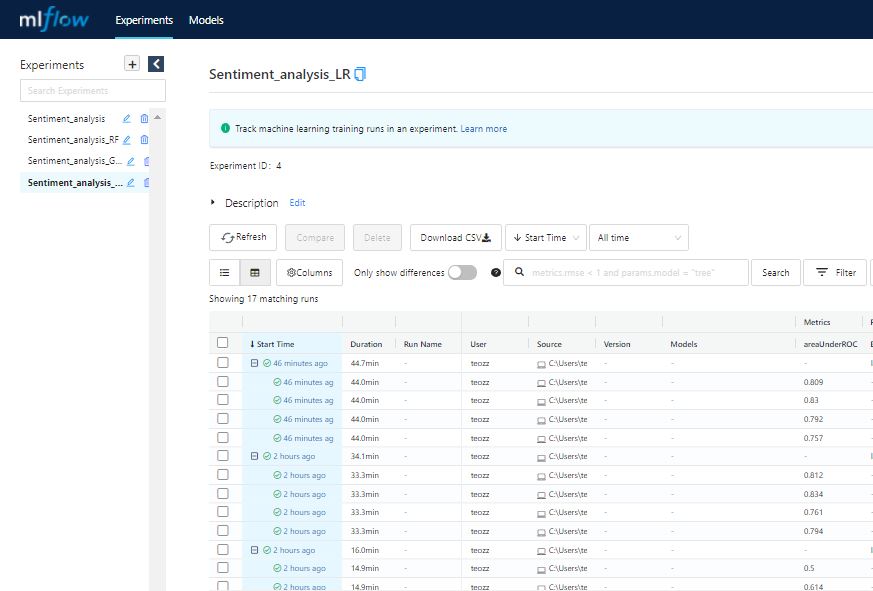 mlflow Experiments Models
Experiments
Search Experiments
Sentiment_analysis
Sentiment_analysis_RF
Sentiment_analysis_G...
Sentiment_analysis_...
Sentiment_analysis_LR
Track machine learning training runs in an experiment. Learn more
Experiment ID: 4
Description Edit
Refresh Compare Delete Download CSV Start Time All time
Columns Only show differences metrics.rmse < 1 and params.model = "tree" Search Filter
Showing 17 matching runs
Metrics
Start Time Duration Run Name User Source Version Models areaUnderROC
46 minutes ago 44.7min - teozz C:\Users\te - - -
46 minutes ag 44.0min - teozz C:\Users\te - - 0.809
46 minutes ag 44.0min - teozz C:\Users\te - - 0.83
46 minutes ag 44.0min - teozz C:\Users\te - - 0.792
46 minutes ag 44.0min - teozz C:\Users\te - - 0.757
2 hours ago 34.1min - teozz C:\Users\te - - -
2 hours ago 33.3min - teozz C:\Users\te - - 0.812
2 hours ago 33.3min - teozz C:\Users\te - - 0.834
2 hours ago 33.3min - teozz C:\Users\te - - 0.761
2 hours ago 33.3min - teozz C:\Users\te - - 0.794
2 hours ago 16.0min - teozz C:\Users\te - - -
2 hours ago 14.9min - teozz C:\Users\te - - 0.5
2 hours ago 14.9min - teozz C:\Users\te - - 0.614